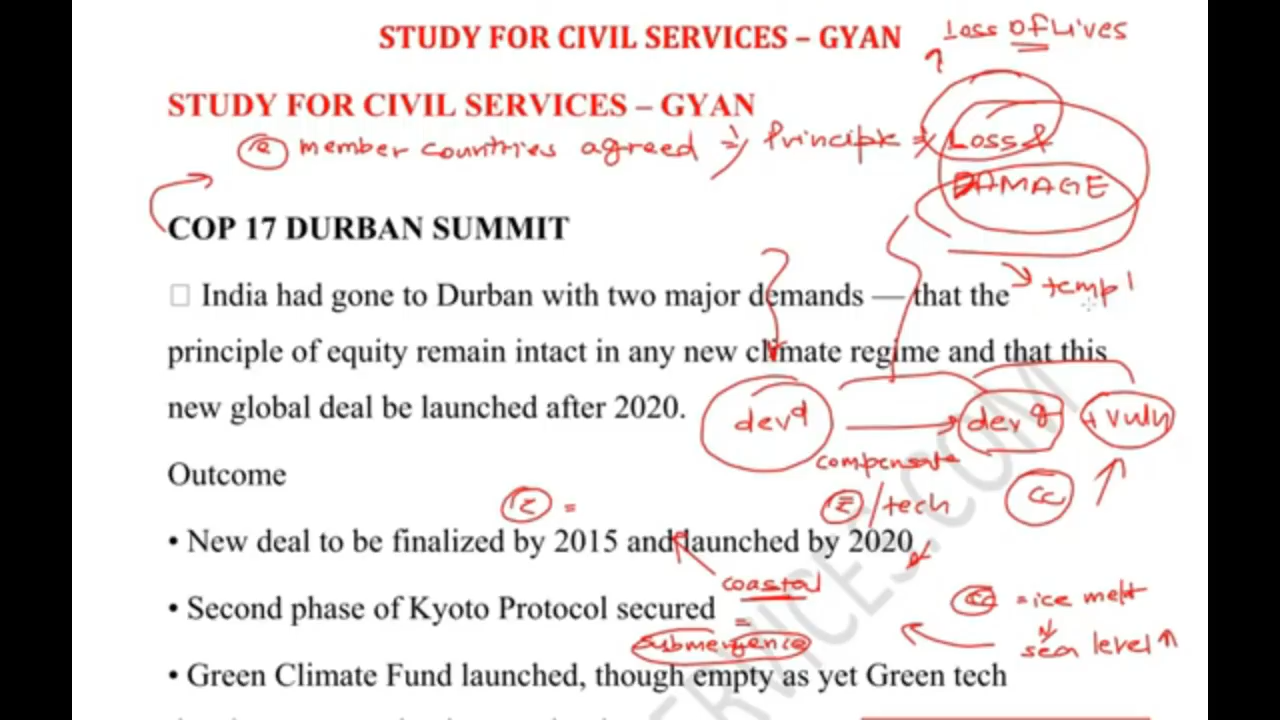 STUDY FOR CIVIL SERVICES – GYAN
Loss Of Lives
STUDY FOR CIVIL SERVICES – GYAN
member countries agreed => Principle => Loss &
DAMAGE
COP 17 DURBAN SUMMIT
India had gone to Durban with two major demands — that the
temp
principle of equity remain intact in any new climate regime and that this
new global deal be launched after 2020.
devd → devg + vuln
compensate
Outcome
₹/tech
cc
₹ =
• New deal to be finalized by 2015 and launched by 2020
coastal
cc = ice melt
• Second phase of Kyoto Protocol secured
=
submergence
sea level ↑
• Green Climate Fund launched, though empty as yet Green tech
SERVICES.COM